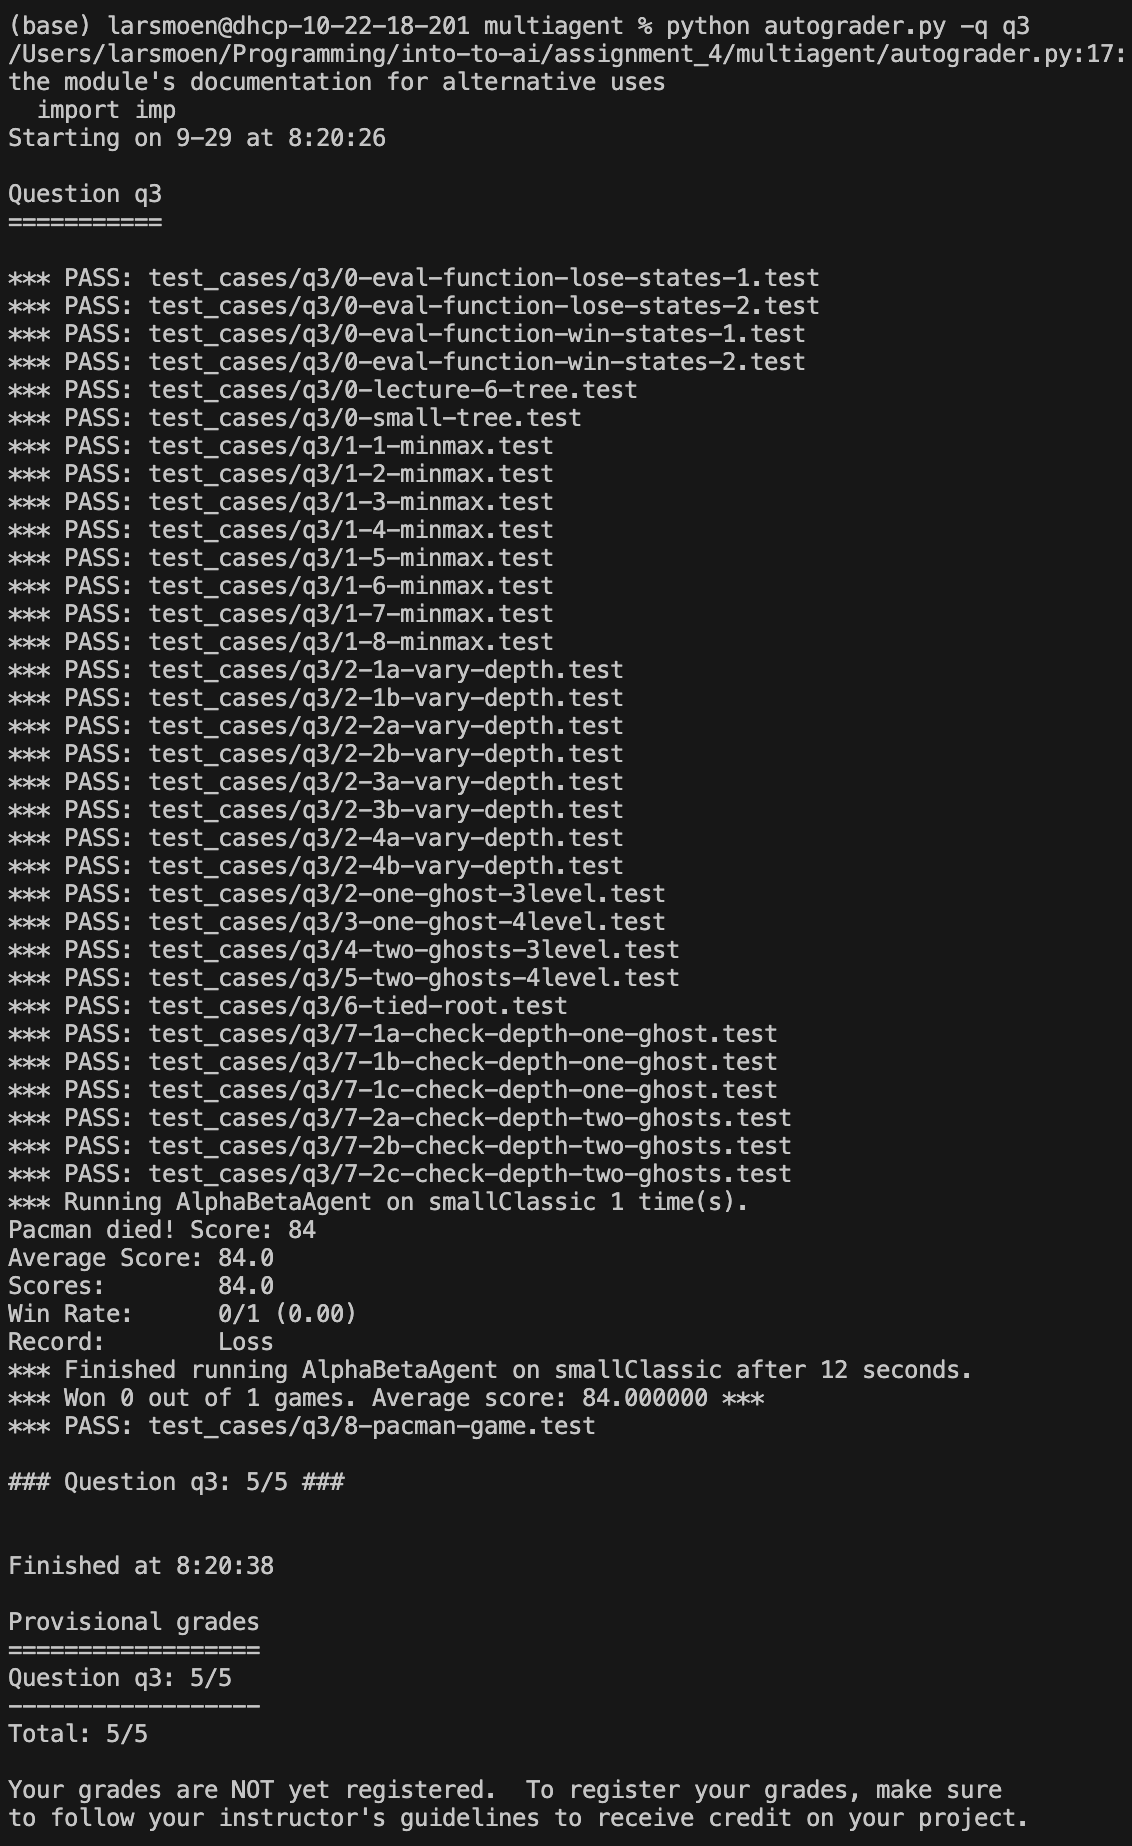 (base) larsmoen@dhcp-10-22-18-201 multiagent % python autograder.py -q q3
/Users/larsmoen/Programming/into-to-ai/assignment_4/multiagent/autograder.py:17:
the module's documentation for alternative uses
  import imp
Starting on 9-29 at 8:20:26

Question q3
===========

*** PASS: test_cases/q3/0-eval-function-lose-states-1.test
*** PASS: test_cases/q3/0-eval-function-lose-states-2.test
*** PASS: test_cases/q3/0-eval-function-win-states-1.test
*** PASS: test_cases/q3/0-eval-function-win-states-2.test
*** PASS: test_cases/q3/0-lecture-6-tree.test
*** PASS: test_cases/q3/0-small-tree.test
*** PASS: test_cases/q3/1-1-minmax.test
*** PASS: test_cases/q3/1-2-minmax.test
*** PASS: test_cases/q3/1-3-minmax.test
*** PASS: test_cases/q3/1-4-minmax.test
*** PASS: test_cases/q3/1-5-minmax.test
*** PASS: test_cases/q3/1-6-minmax.test
*** PASS: test_cases/q3/1-7-minmax.test
*** PASS: test_cases/q3/1-8-minmax.test
*** PASS: test_cases/q3/2-1a-vary-depth.test
*** PASS: test_cases/q3/2-1b-vary-depth.test
*** PASS: test_cases/q3/2-2a-vary-depth.test
*** PASS: test_cases/q3/2-2b-vary-depth.test
*** PASS: test_cases/q3/2-3a-vary-depth.test
*** PASS: test_cases/q3/2-3b-vary-depth.test
*** PASS: test_cases/q3/2-4a-vary-depth.test
*** PASS: test_cases/q3/2-4b-vary-depth.test
*** PASS: test_cases/q3/2-one-ghost-3level.test
*** PASS: test_cases/q3/3-one-ghost-4level.test
*** PASS: test_cases/q3/4-two-ghosts-3level.test
*** PASS: test_cases/q3/5-two-ghosts-4level.test
*** PASS: test_cases/q3/6-tied-root.test
*** PASS: test_cases/q3/7-1a-check-depth-one-ghost.test
*** PASS: test_cases/q3/7-1b-check-depth-one-ghost.test
*** PASS: test_cases/q3/7-1c-check-depth-one-ghost.test
*** PASS: test_cases/q3/7-2a-check-depth-two-ghosts.test
*** PASS: test_cases/q3/7-2b-check-depth-two-ghosts.test
*** PASS: test_cases/q3/7-2c-check-depth-two-ghosts.test
*** Running AlphaBetaAgent on smallClassic 1 time(s).
Pacman died! Score: 84
Average Score: 84.0
Scores:        84.0
Win Rate:      0/1 (0.00)
Record:        Loss
*** Finished running AlphaBetaAgent on smallClassic after 12 seconds.
*** Won 0 out of 1 games. Average score: 84.000000 ***
*** PASS: test_cases/q3/8-pacman-game.test

### Question q3: 5/5 ###


Finished at 8:20:38

Provisional grades
==================
Question q3: 5/5
------------------
Total: 5/5

Your grades are NOT yet registered.  To register your grades, make sure
to follow your instructor's guidelines to receive credit on your project.